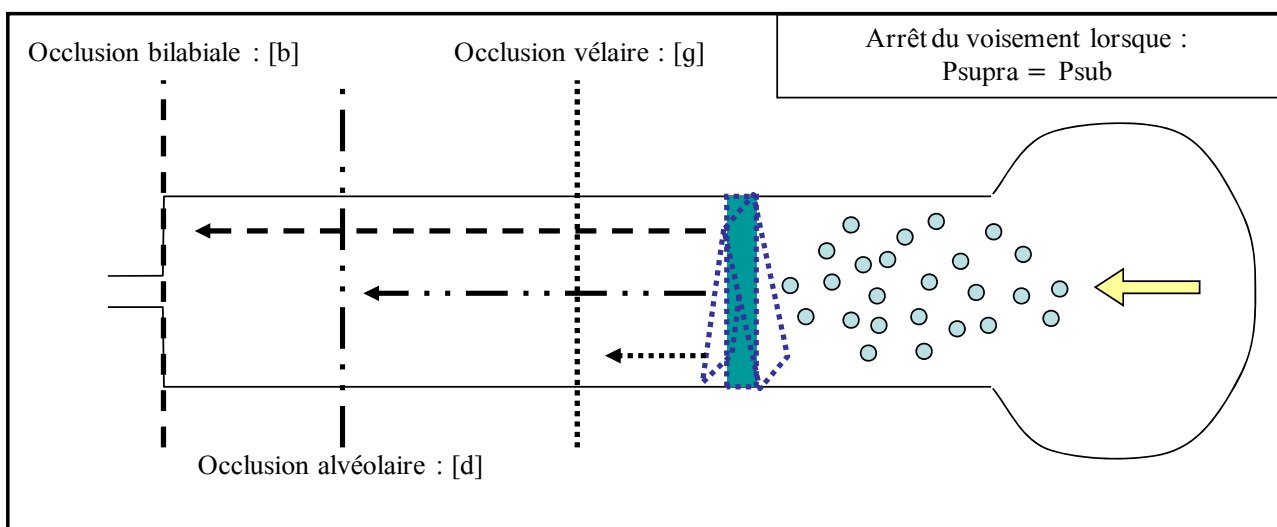 Occlusion bilabiale : [b]
Occlusion vélaire : [ɡ]
Arrêt du voisement lorsque :
Psupra = Psub
Occlusion alvéolaire : [d]